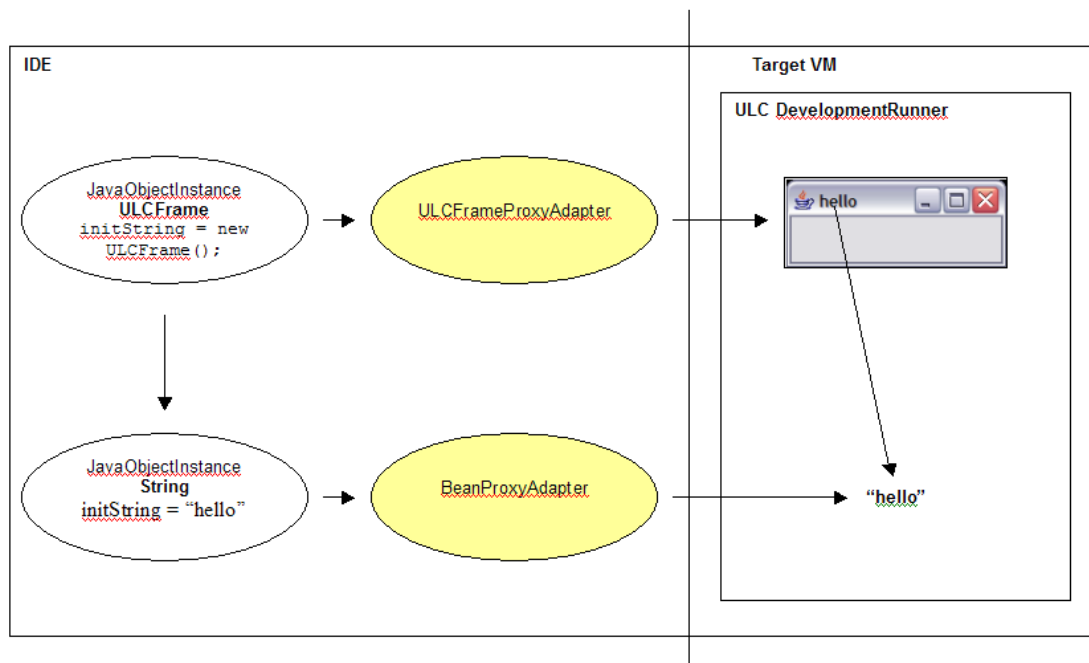 IDE
Target VM
ULC DevelopmentRunner
JavaObjectInstance
ULCFrame
initString = new
ULCFrame();
ULCFrameProxyAdapter
hello
JavaObjectInstance
String
initString = “hello”
BeanProxyAdapter
“hello”